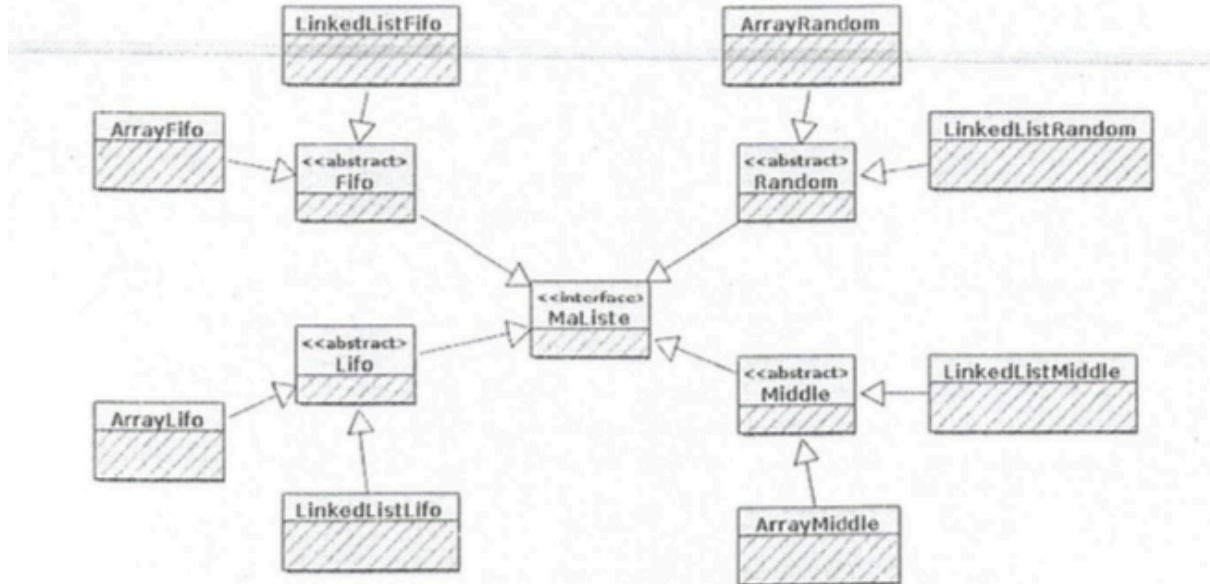 LinkedListFifo
ArrayRandom
ArrayFifo
LinkedListRandom
<<abstract>
Fifo
<<abstract>
Random
<<interface>
MaListe
<<abstract>
Lifo
<<abstract>
Middle
LinkedListMiddle
ArrayLifo
LinkedListLifo
ArrayMiddle